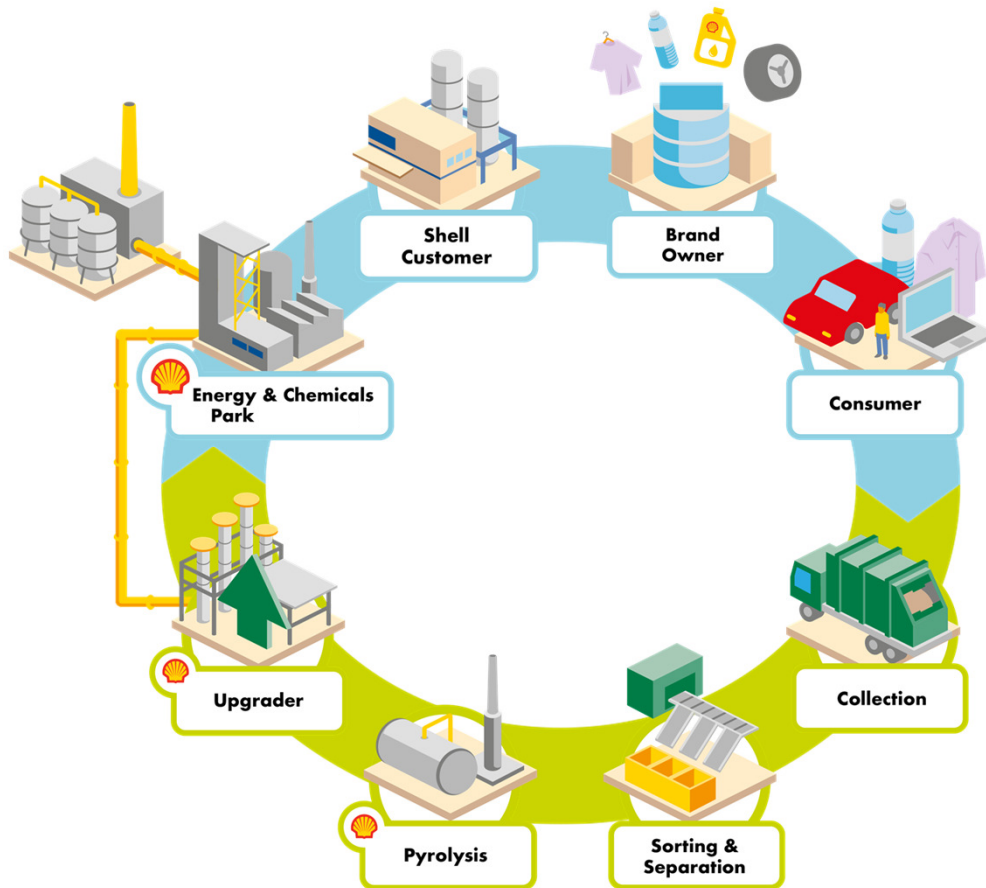 Shell
Customer
Brand
Owner
Consumer
Energy & Chemicals
Park
Collection
Upgrader
Sorting &
Separation
Pyrolysis